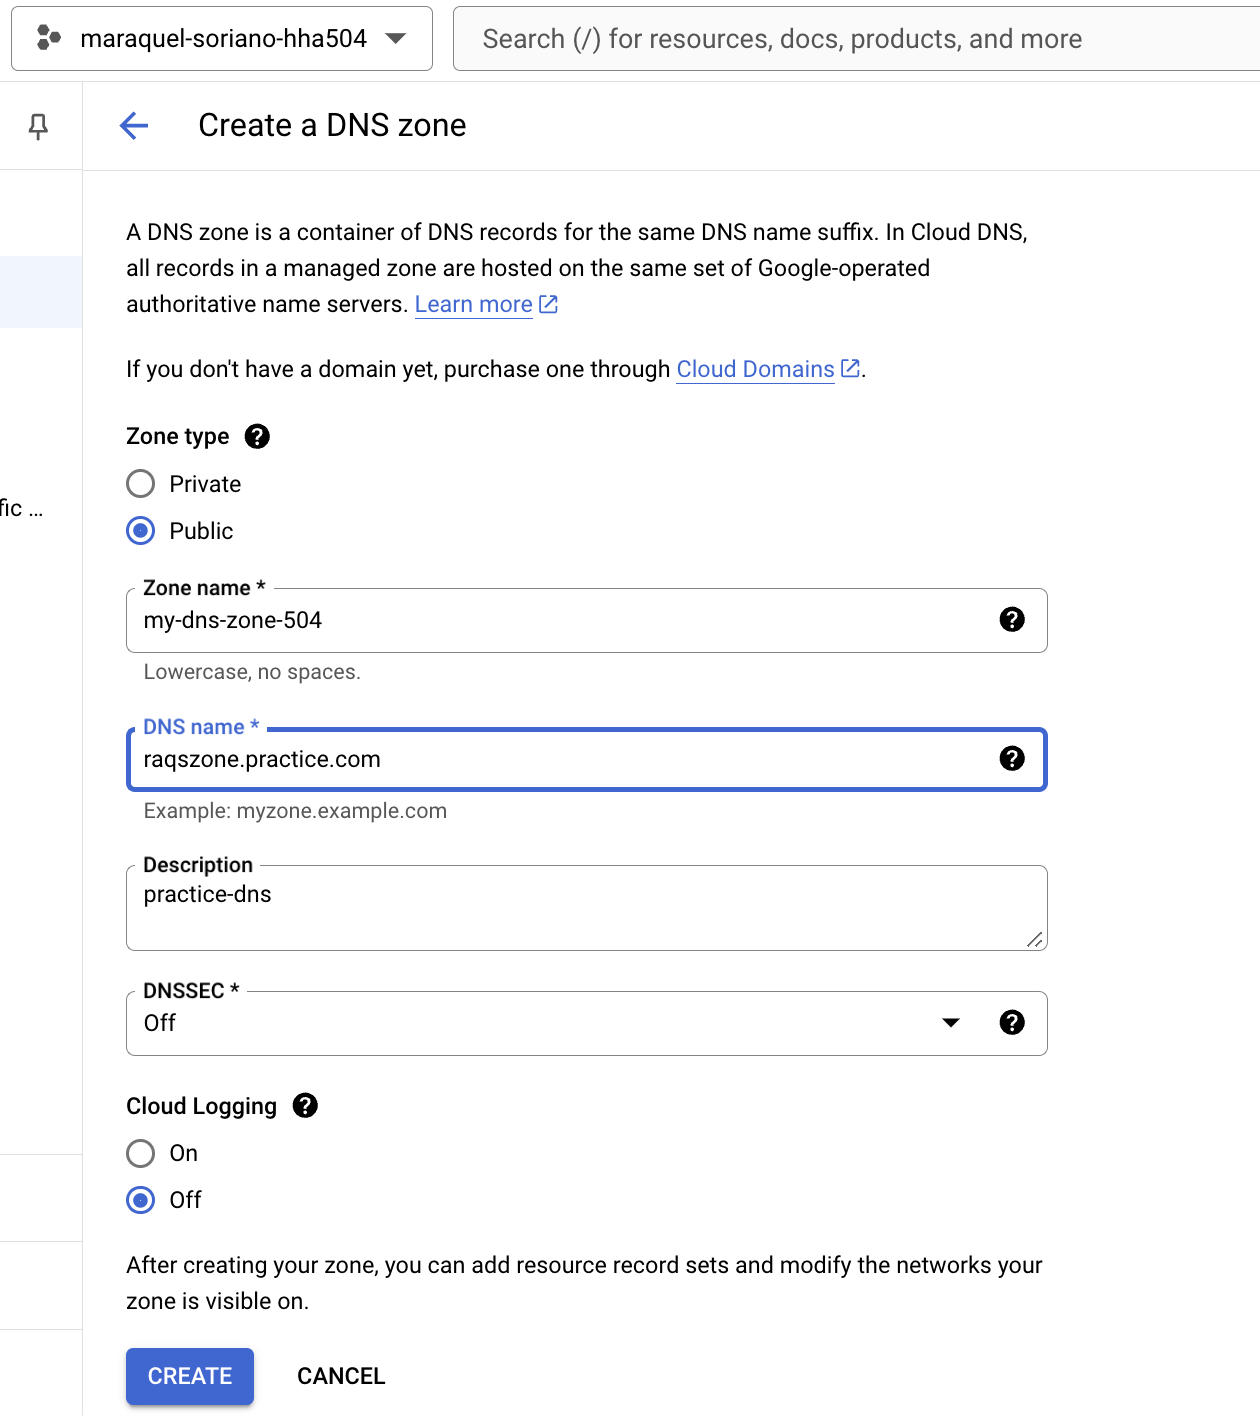 maraquel-soriano-hha504
Search (/) for resources, docs, products, and more
Create a DNS zone
A DNS zone is a container of DNS records for the same DNS name suffix. In Cloud DNS,
all records in a managed zone are hosted on the same set of Google-operated
authoritative name servers. Learn more
If you don't have a domain yet, purchase one through Cloud Domains.
Zone type
Private
fic ...
Public
Zone name *
my-dns-zone-504
Lowercase, no spaces.
DNS name *
raqszone.practice.com
Example: myzone.example.com
Description
practice-dns
DNSSEC *
Off
Cloud Logging
On
Off
After creating your zone, you can add resource record sets and modify the networks your
zone is visible on.
CREATE
CANCEL